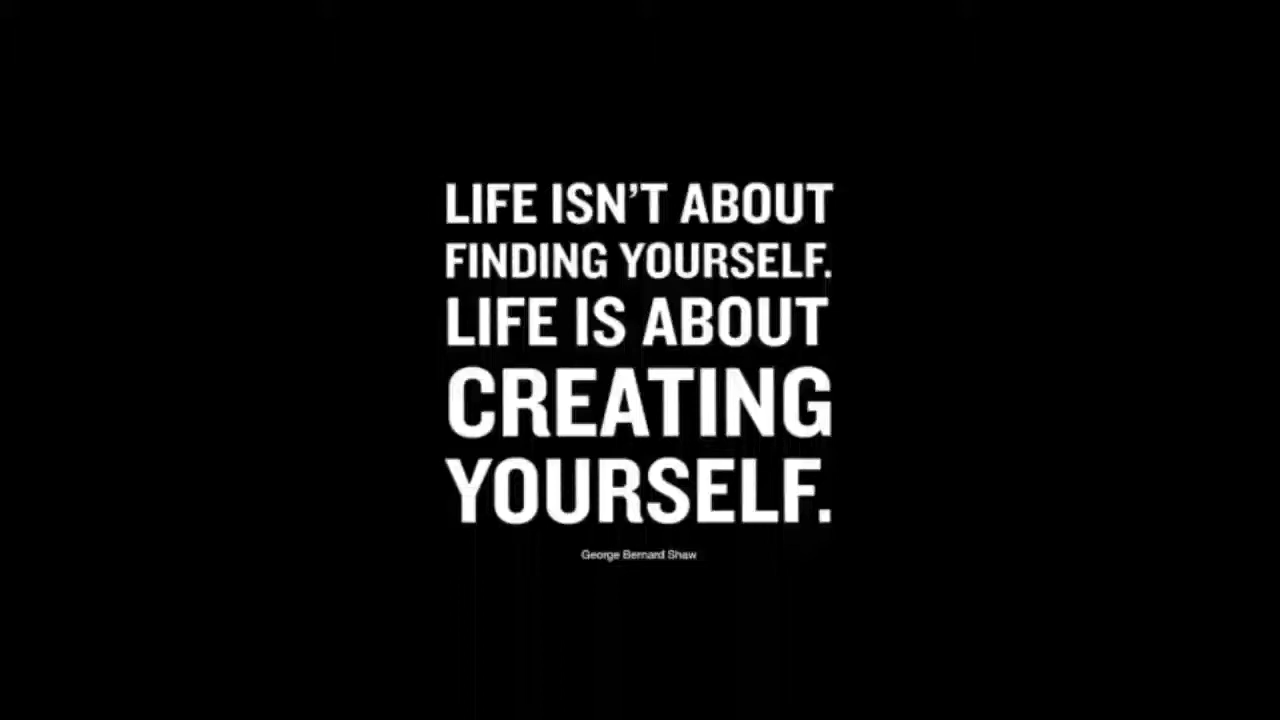 LIFE ISN'T ABOUT
FINDING YOURSELF.
LIFE IS ABOUT
CREATING
YOURSELF.
George Bernard Shaw